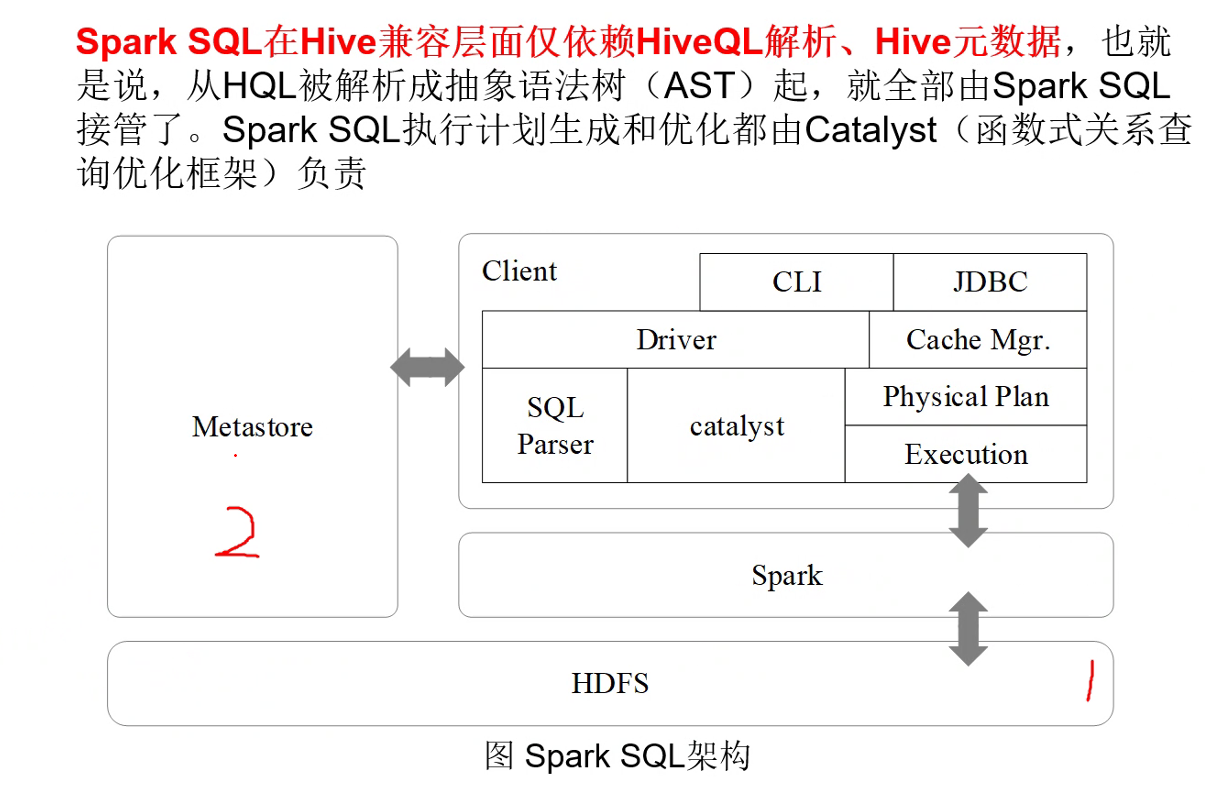 Spark SQL在Hive兼容层面仅依赖HiveQL解析、Hive元数据，也就
是说，从HQL被解析成抽象语法树（AST）起，就全部由Spark SQL
接管了。Spark SQL执行计划生成和优化都由Catalyst（函数式关系查
询优化框架）负责
Client
CLI
JDBC
Driver
Cache Mgr.
SQL
Parser
catalyst
Physical Plan
Execution
Metastore
2
Spark
HDFS
1
图 Spark SQL架构